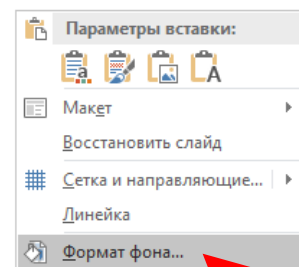 Параметры вставки:
a
A
Макет
Восстановить слайд
Сетка и направляющие...
Линейка
Формат фона...